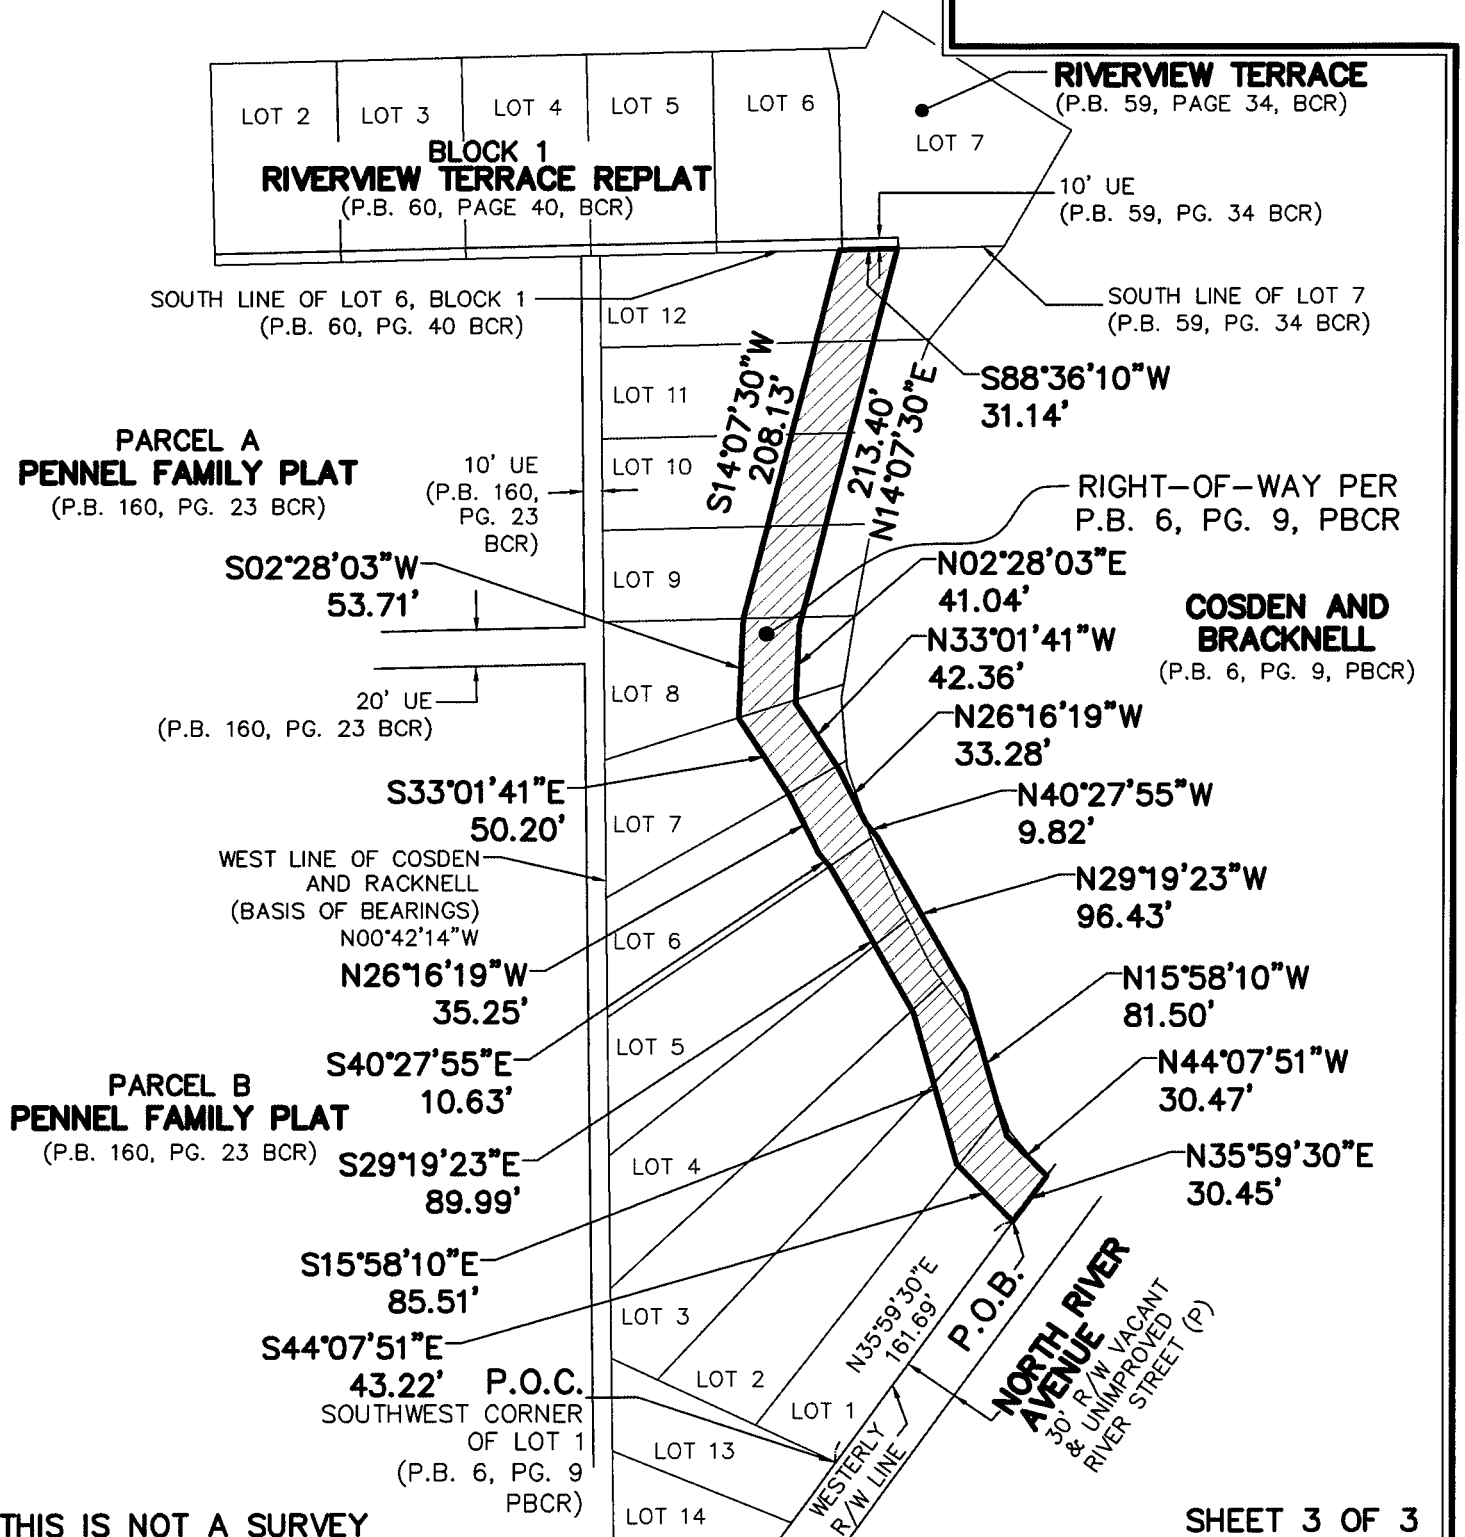 LOT 2
LOT 3
LOT 4
LOT 5
LOT 6
LOT 7
RIVERVIEW TERRACE
(P.B. 59, PAGE 34, BCR)
BLOCK 1
RIVERVIEW TERRACE REPLAT
(P.B. 60, PAGE 40, BCR)
10' UE
(P.B. 59, PG. 34 BCR)
SOUTH LINE OF LOT 6, BLOCK 1
(P.B. 60, PG. 40 BCR)
SOUTH LINE OF LOT 7
(P.B. 59, PG. 34 BCR)
LOT 12
LOT 11
LOT 10
LOT 9
LOT 8
LOT 7
LOT 6
LOT 5
LOT 4
LOT 3
LOT 2
LOT 1
LOT 13
LOT 14
S14°07'30"W
208.13'
213.40'
N14°07'30"E
S88°36'10"W
31.14'
PARCEL A
PENNEL FAMILY PLAT
(P.B. 160, PG. 23 BCR)
10' UE
(P.B. 160,
PG. 23
BCR)
RIGHT-OF-WAY PER
P.B. 6, PG. 9, PBCR
S02°28'03"W
53.71'
N02°28'03"E
41.04'
COSDEN AND
BRACKNELL
(P.B. 6, PG. 9, PBCR)
N33°01'41"W
42.36'
20' UE
(P.B. 160, PG. 23 BCR)
N26°16'19"W
33.28'
S33°01'41"E
50.20'
N40°27'55"W
9.82'
WEST LINE OF COSDEN
AND RACKNELL
(BASIS OF BEARINGS)
N00°42'14"W
N29°19'23"W
96.43'
N26°16'19"W
35.25'
N15°58'10"W
81.50'
S40°27'55"E
10.63'
N44°07'51"W
30.47'
PARCEL B
PENNEL FAMILY PLAT
(P.B. 160, PG. 23 BCR)
S29°19'23"E
89.99'
N35°59'30"E
30.45'
S15°58'10"E
85.51'
S44°07'51"E
43.22'
P.O.C.
SOUTHWEST CORNER
OF LOT 1
(P.B. 6, PG. 9
PBCR)
N35°59'30"E
161.69'
P.O.B.
NORTH RIVER
AVENUE
30' R/W VACANT
& UNIMPROVED
RIVER STREET (P)
WESTERLY
R/W LINE
THIS IS NOT A SURVEY
SHEET 3 OF 3